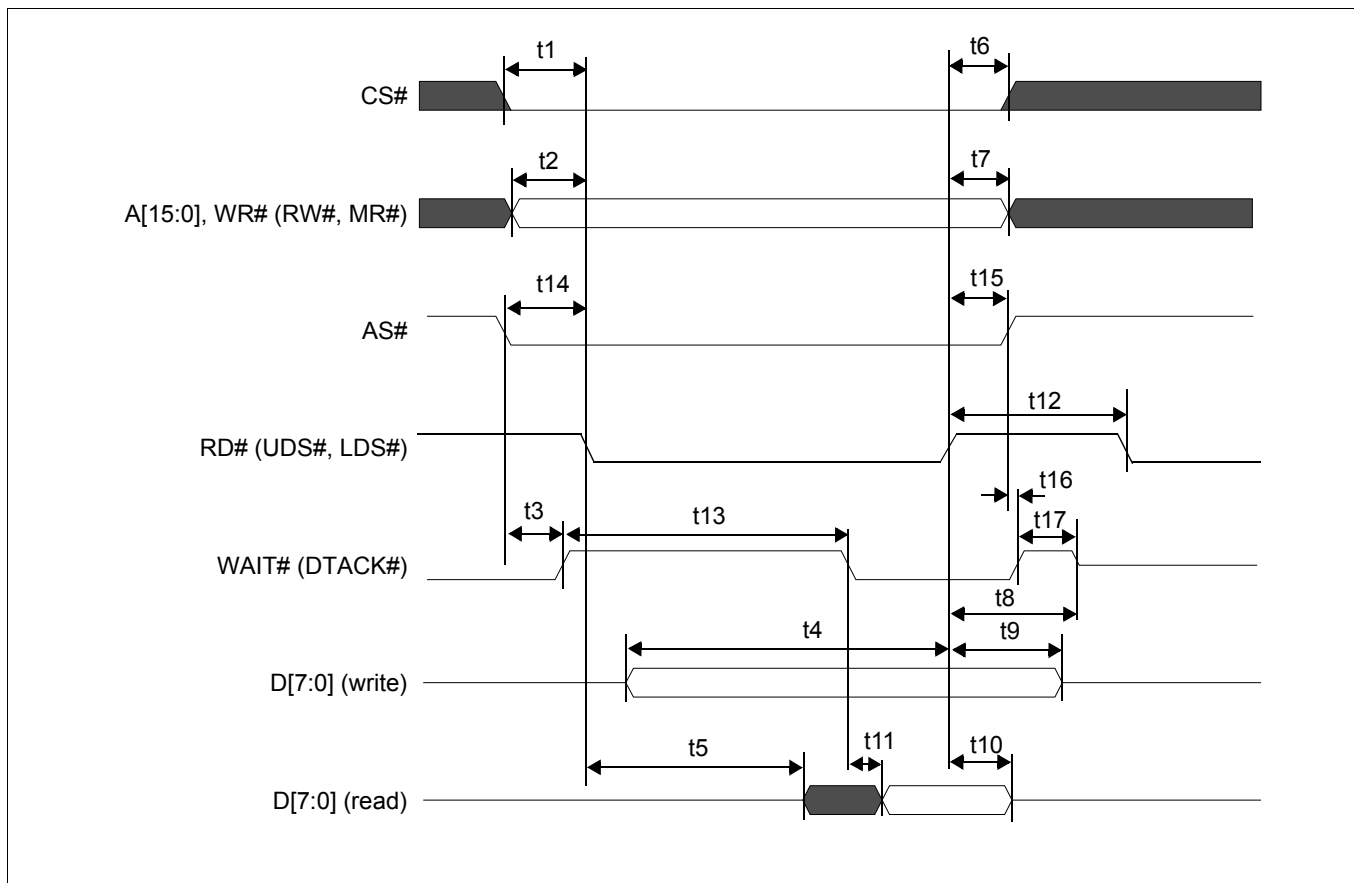 t1
t6
CS#
t2
t7
A[15:0], WR# (RW#, MR#)
t14
t15
AS#
t12
RD# (UDS#, LDS#)
t16
t3
t13
t17
WAIT# (DTACK#)
t8
t4
t9
D[7:0] (write)
t5
t11
t10
D[7:0] (read)